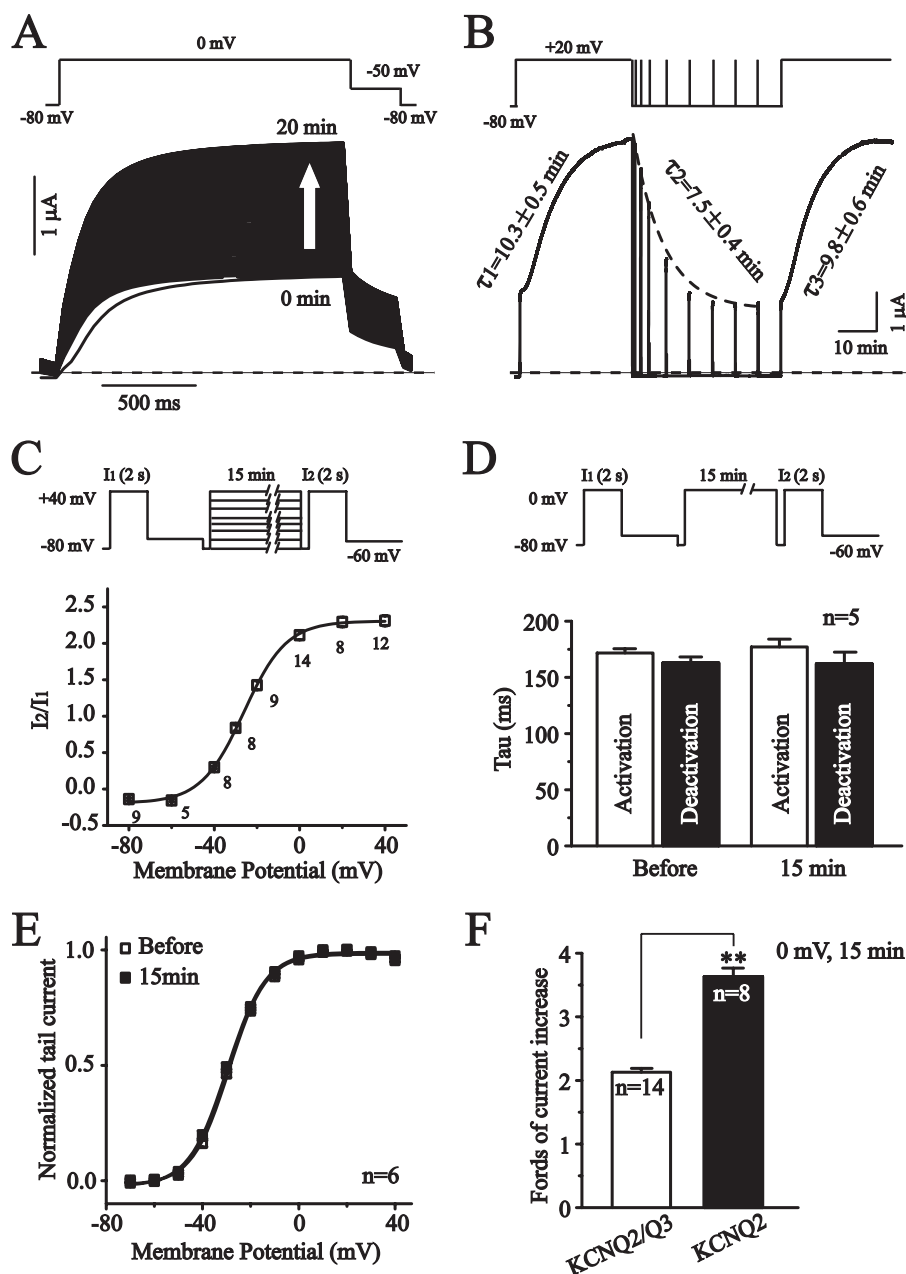 A
0 mV
-50 mV
-80 mV
-80 mV
20 min
1 µA
0 min
500 ms
B
+20 mV
-80 mV
τ1=10.3±0.5 min
τ2=7.5±0.4 min
τ3=9.8±0.6 min
1 µA
10 min
C
I1 (2 s)
15 min
I2 (2 s)
+40 mV
-80 mV
-60 mV
2.5
2.0
1.5
1.0
0.5
0.0
-0.5
I2/I1
9
5
8
8
9
14
8
12
-80
-40
0
40
Membrane Potential (mV)
D
I1 (2 s)
15 min
I2 (2 s)
0 mV
-80 mV
-60 mV
n=5
200
150
100
50
0
Tau (ms)
Activation
Deactivation
Activation
Deactivation
Before
15 min
E
Before
15min
1.0
0.5
0.0
Normalized tail current
n=6
-80
-40
0
40
Membrane Potential (mV)
F
0 mV, 15 min
**
n=8
n=14
4
3
2
1
0
Fords of current increase
KCNQ2/Q3
KCNQ2